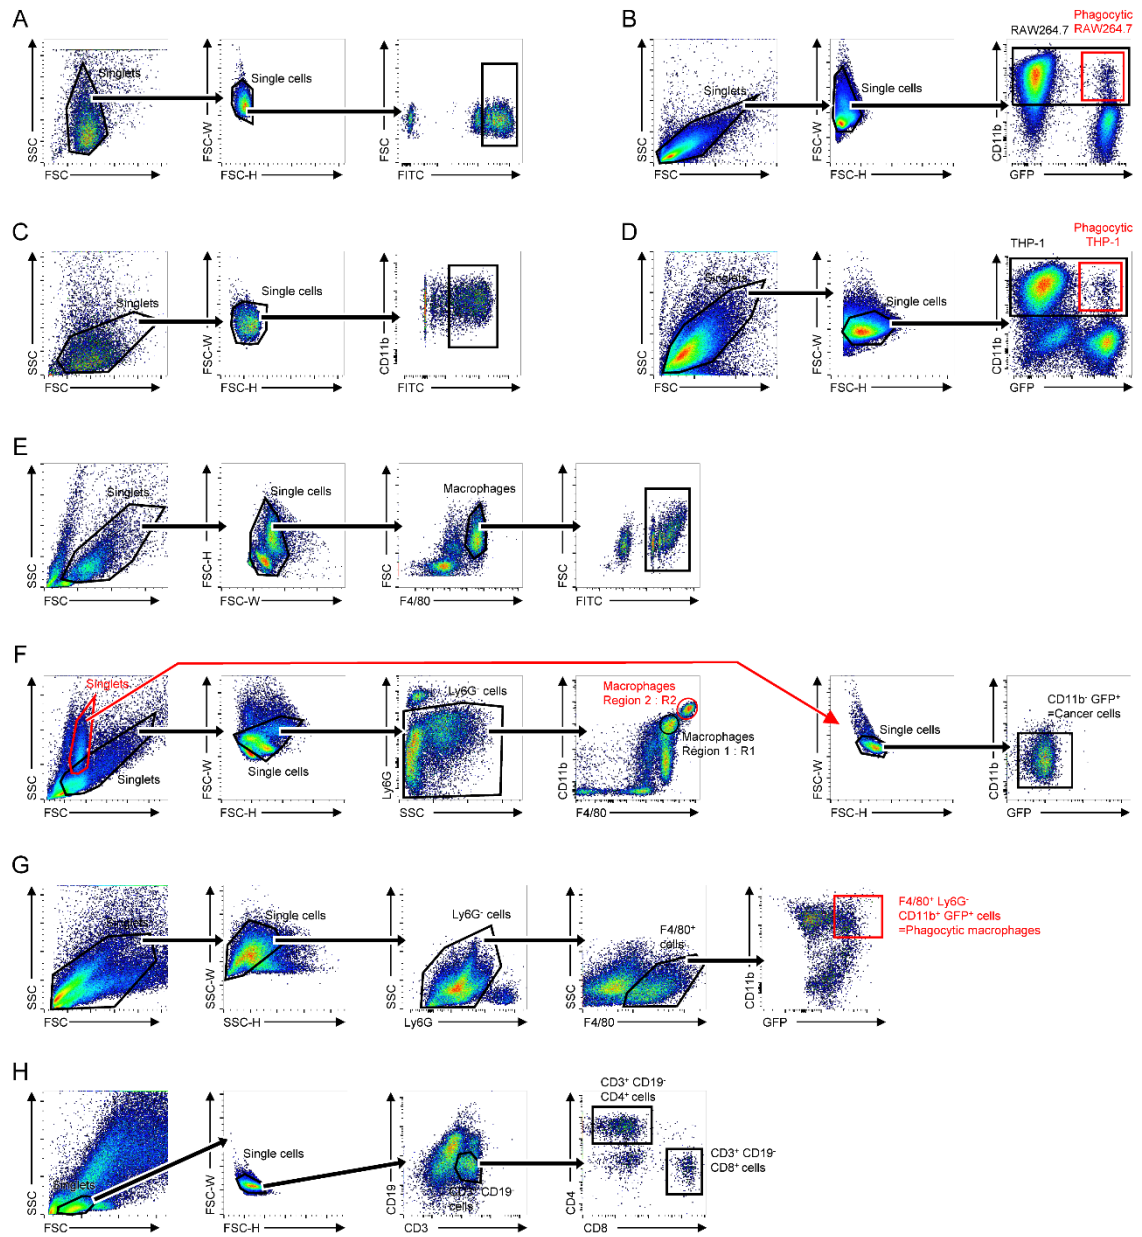 A
Singlets
SSC
FSC
Single cells
FSC-W
FSC-H
FSC
FITC
B
Singlets
SSC
FSC
Single cells
FSC-W
FSC-H
RAW264.7
Phagocytic
RAW264.7
CD11b
GFP
C
Singlets
SSC
FSC
Single cells
FSC-W
FSC-H
CD11b
FITC
D
Singlets
SSC
FSC
Single cells
FSC-W
FSC-H
THP-1
Phagocytic
THP-1
CD11b
GFP
E
Singlets
SSC
FSC
Single cells
FSC-H
FSC-W
Macrophages
SSC
F4/80
FSC
FITC
F
Singlets
Singlets
SSC
FSC
Single cells
FSC-W
FSC-H
Ly6G⁻ cells
Ly6G
SSC
Macrophages
Region 2 : R2
Macrophages
Region 1 : R1
CD11b
F4/80
Single cells
FSC-W
FSC-H
CD11b⁻ GFP⁺
=Cancer cells
CD11b
GFP
G
Singlets
SSC
FSC
Single cells
SSC-W
SSC-H
Ly6G⁻ cells
SSC
Ly6G
F4/80⁺
cells
SSC
F4/80
F4/80⁺ Ly6G⁻
CD11b⁺ GFP⁺ cells
=Phagocytic macrophages
CD11b
GFP
H
Singlets
SSC
FSC
Single cells
FSC-W
FSC-H
CD3⁺ CD19⁻
cells
CD19
CD3
CD3⁺ CD19⁻
CD4⁺ cells
CD3⁺ CD19⁻
CD8⁺ cells
CD4
CD8